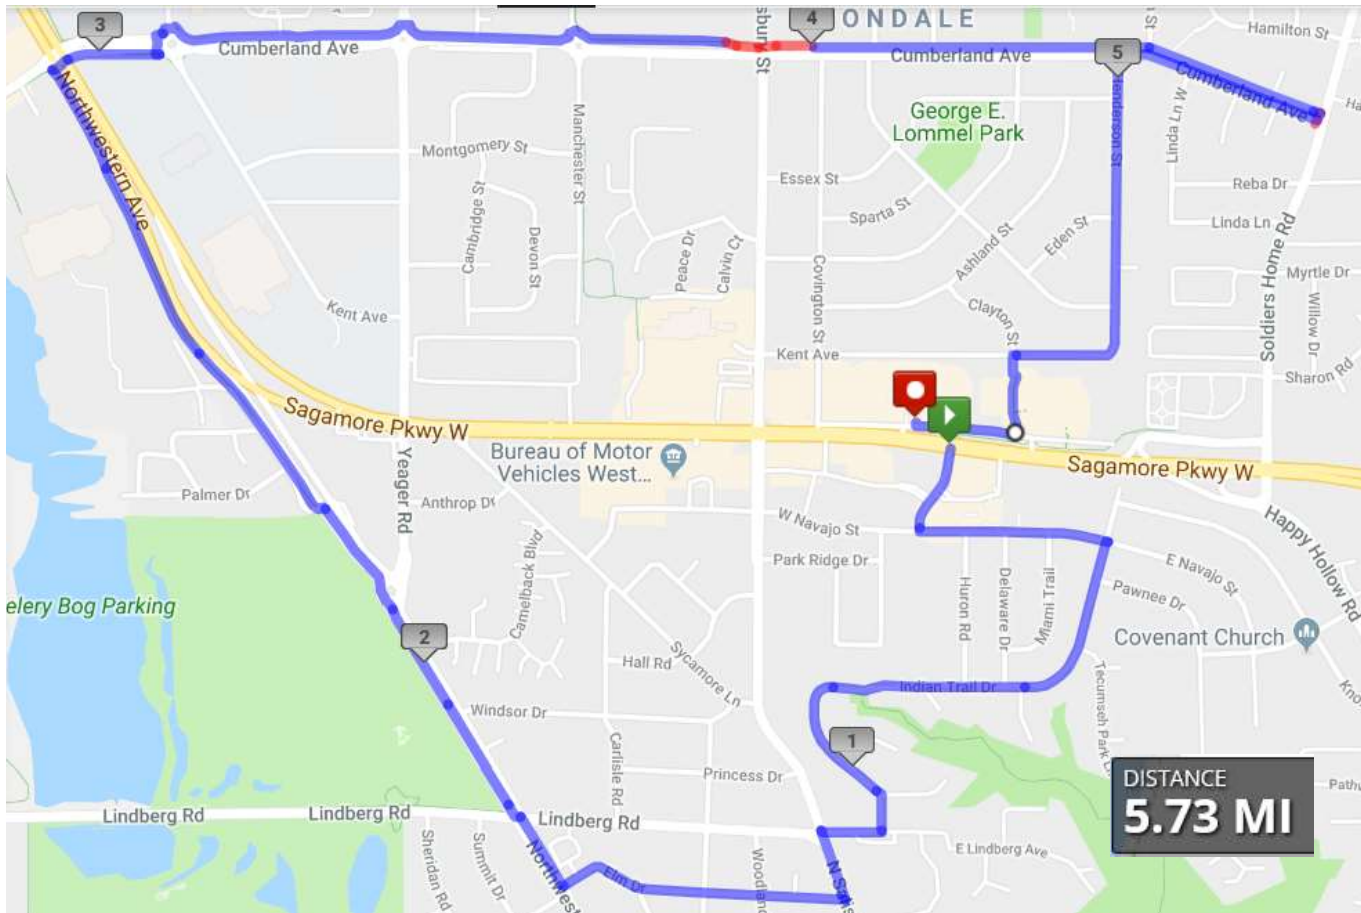 3
4
ONDALE
sbury St
n St
Hamilton St
Cumberland Ave
Cumberland Ave
5
Cumberland Ave
Ha
George E.
Lommel Park
Northwestern Ave
Manchester St
Montgomery St
Henderson St
Linda Ln W
Essex St
Reba Dr
Cambridge St
Sparta St
Linda Ln
Devon St
Peace Dr
Calvin Ct
Covington St
Ashland St
Eden St
Soldiers Home Rd
Myrtle Dr
Willow Dr
Kent Ave
Clayton St
Kent Ave
Sharon Rd
Sagamore Pkwy W
Bureau of Motor
Vehicles West...
Sagamore Pkwy W
Yeager Rd
Palmer Dr
Anthrop Dr
W Navajo St
Happy Hollow Rd
Camelback Blvd
Park Ridge Dr
Huron Rd
Delaware Dr
Miami Trail
E Navajo St
Pawnee Dr
elery Bog Parking
2
Covenant Church
Hall Rd
Sycamore Ln
Indian Trail Dr
Tecumseh Park L
Kno
Windsor Dr
1
Carlisle Rd
Princess Dr
DISTANCE
5.73 MI
Pathw
Lindberg Rd
Lindberg Rd
Lindberg Rd
Sheridan Rd
Summit Dr
Northwest
Elm Dr
Woodland
N Salis
E Lindberg Ave